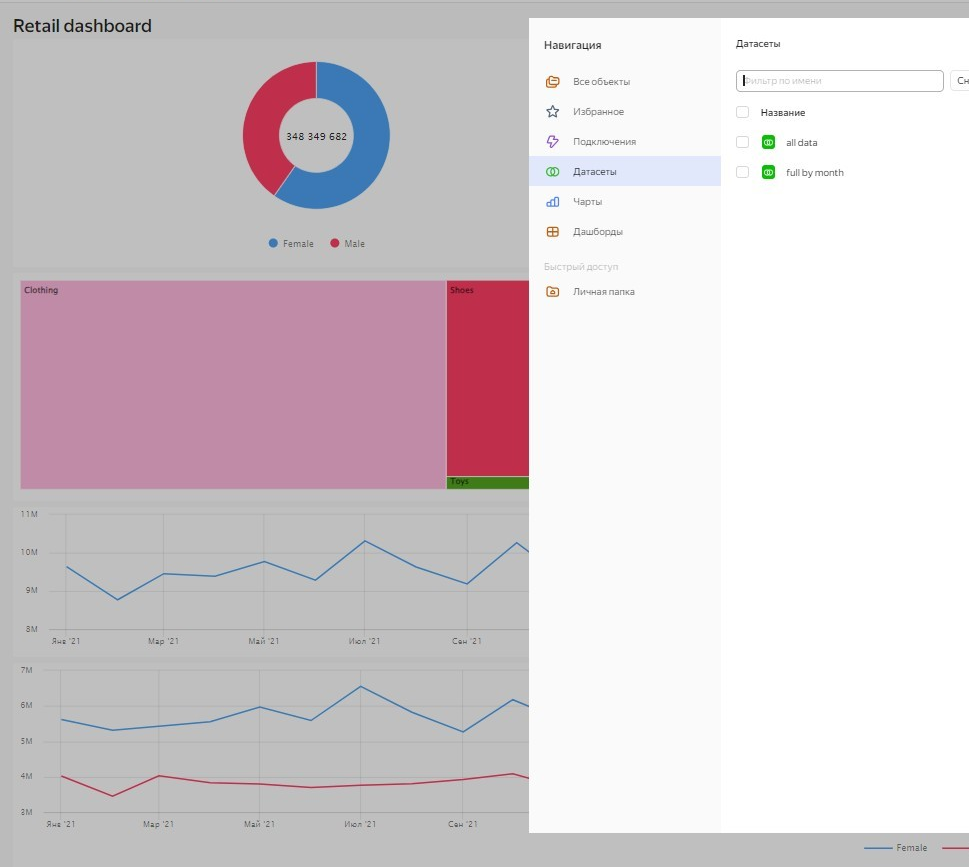 Retail dashboard
348 349 682
Female
Male
Clothing
Shoes
Toys
11M
10M
9M
8M
Янв '21
Мар '21
Май '21
Июл '21
Сен '21
7M
6M
5M
4M
3M
Янв '21
Мар '21
Май '21
Июл '21
Сен '21
Female
Навигация
Все объекты
Избранное
Подключения
Датасеты
Чарты
Дашборды
Быстрый доступ
Личная папка
Датасеты
Фильтр по имени
Название
all data
full by month